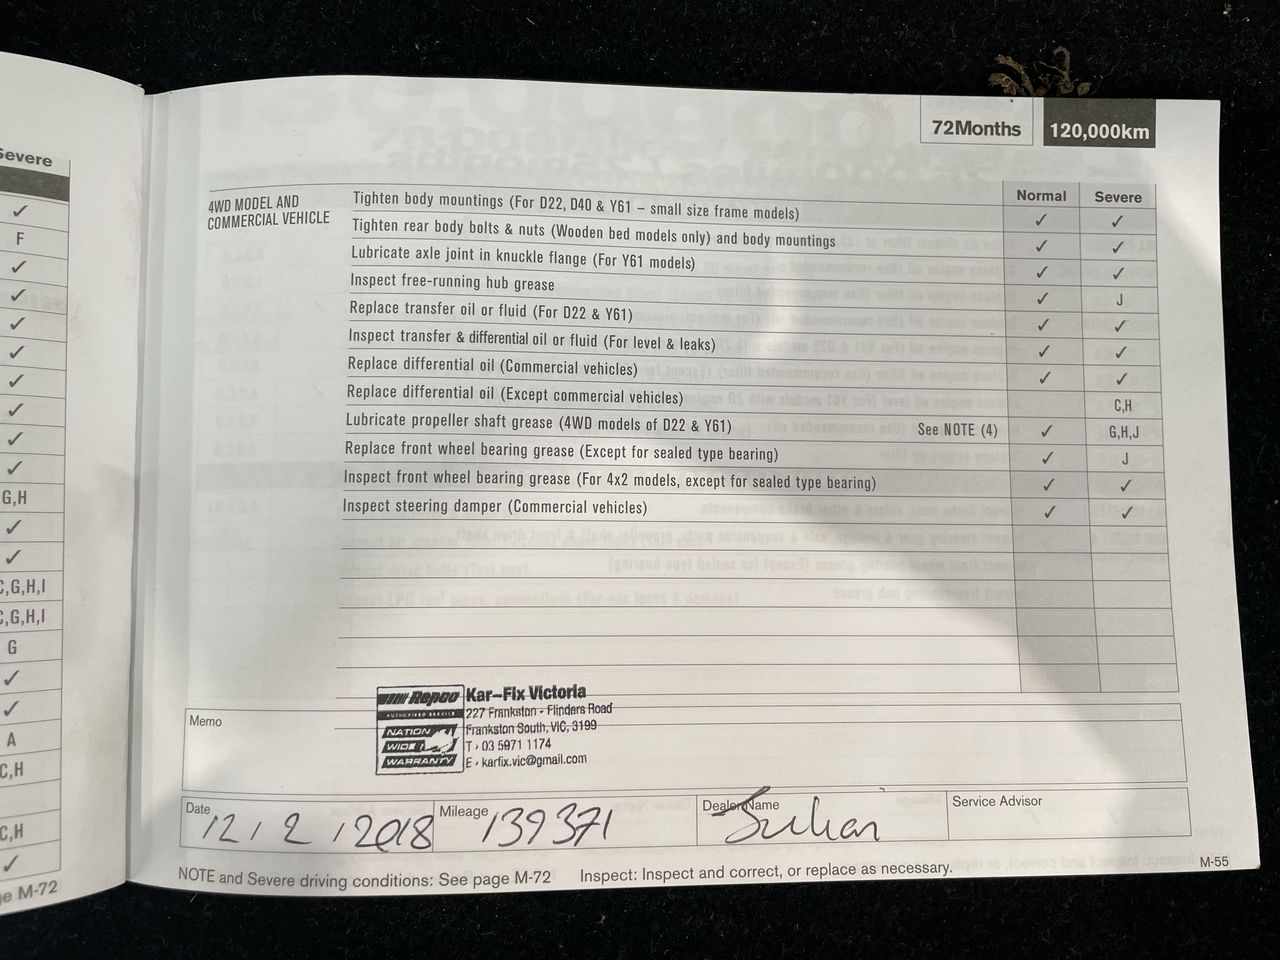 Severe
✓
F
✓
✓
✓
✓
✓
✓
✓
✓
G,H
✓
✓
C,G,H,I
C,G,H,I
G
✓
✓
A
C,H
C,H
✓
ge M-72
72Months 120,000km
Normal Severe
4WD MODEL AND
COMMERCIAL VEHICLE
Tighten body mountings (For D22, D40 & Y61 – small size frame models) ✓ ✓
Tighten rear body bolts & nuts (Wooden bed models only) and body mountings ✓ ✓
Lubricate axle joint in knuckle flange (For Y61 models) ✓ ✓
Inspect free-running hub grease ✓ J
Replace transfer oil or fluid (For D22 & Y61) ✓ ✓
Inspect transfer & differential oil or fluid (For level & leaks) ✓ ✓
Replace differential oil (Commercial vehicles) ✓ ✓
Replace differential oil (Except commercial vehicles) C,H
Lubricate propeller shaft grease (4WD models of D22 & Y61) See NOTE (4) ✓ G,H,J
Replace front wheel bearing grease (Except for sealed type bearing) ✓ J
Inspect front wheel bearing grease (For 4x2 models, except for sealed type bearing) ✓ ✓
Inspect steering damper (Commercial vehicles) ✓ ✓
Memo
Repco
AUTHORISED SERVICE
NATION
WIDE
WARRANTY
Kar-Fix Victoria
227 Frankston - Flinders Road
Frankston South, VIC, 3199
T · 03 5971 1174
E · karfix.vic@gmail.com
Date 12 / 2 / 2018 Mileage 139371 Dealer Name Julian Service Advisor
NOTE and Severe driving conditions: See page M-72 Inspect: Inspect and correct, or replace as necessary.
M-55